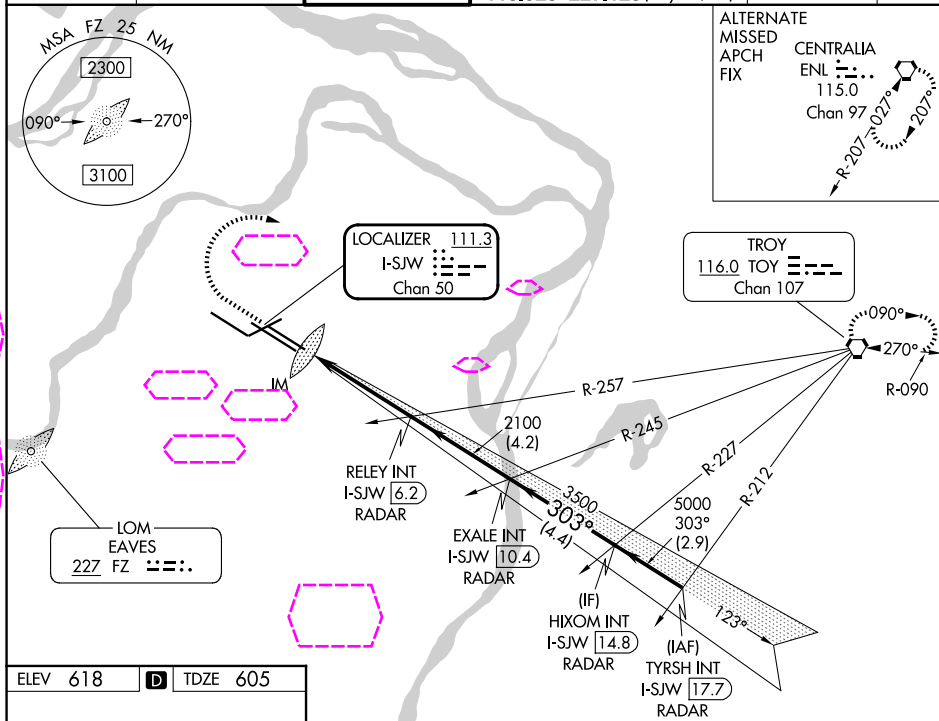 MSA FZ 25 NM
2300
090°
270°
3100
ALTERNATE
MISSED
APCH
FIX
CENTRALIA
ENL
115.0
Chan 97
R-207
027°
207°
LOCALIZER 111.3
I-SJW
Chan 50
TROY
116.0 TOY
Chan 107
090°
270°
R-090
IM
R-257
R-245
R-227
R-212
2100
(4.2)
RELEY INT
I-SJW 6.2
RADAR
3500
303°
(4.4)
5000
303°
(2.9)
EXALE INT
I-SJW 10.4
RADAR
LOM
EAVES
227 FZ
(IF)
HIXOM INT
I-SJW 14.8
RADAR
123°
(IAF)
TYRSH INT
I-SJW 17.7
RADAR
ELEV 618 D TDZE 605